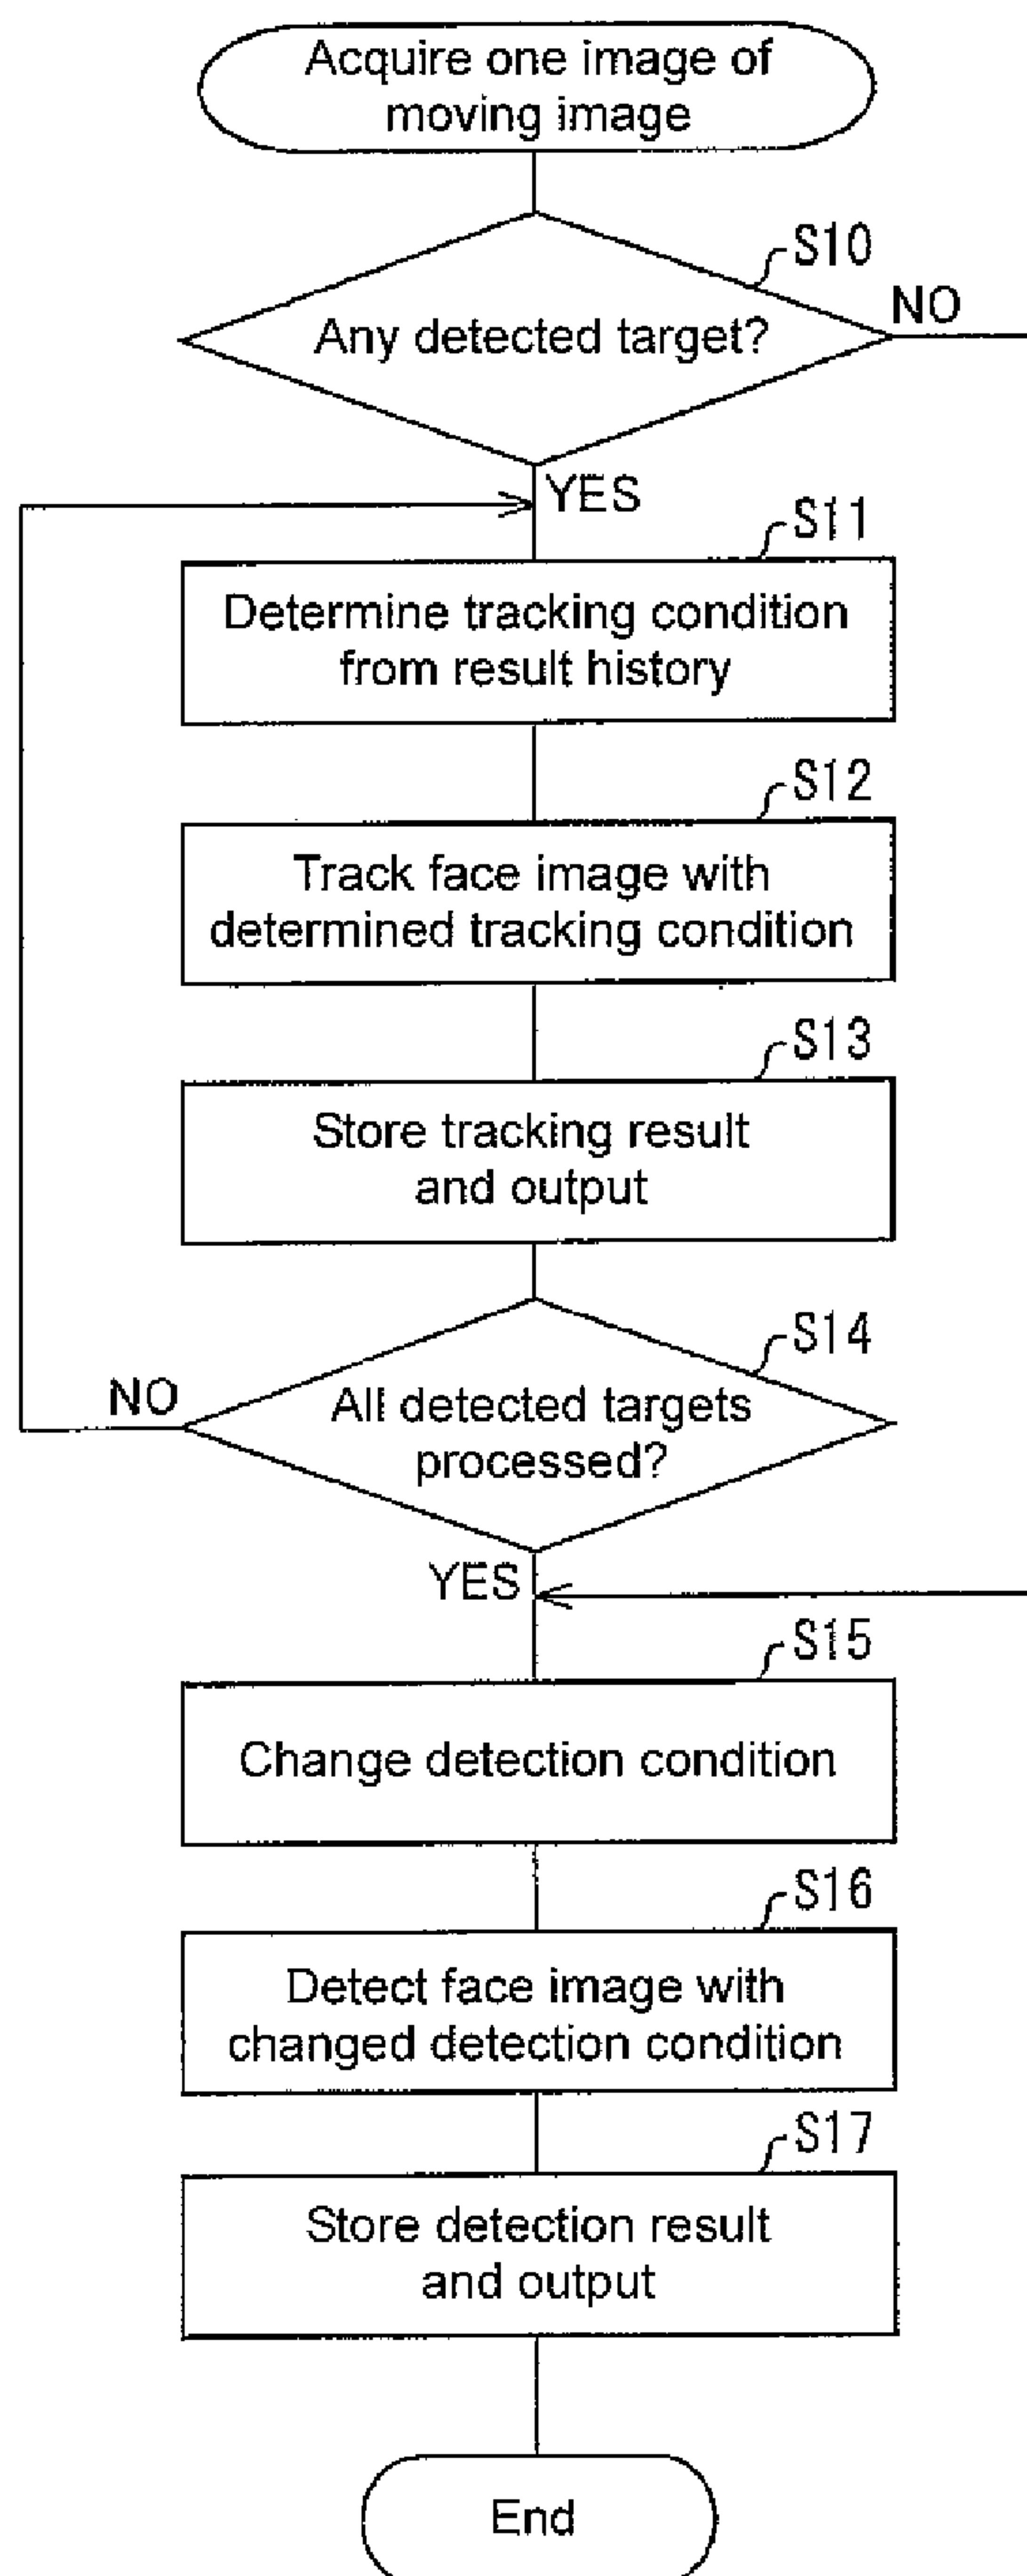 Acquire one image of
moving image
S10
Any detected target?
NO
YES
S11
Determine tracking condition
from result history
S12
Track face image with
determined tracking condition
S13
Store tracking result
and output
S14
All detected targets
processed?
NO
YES
S15
Change detection condition
S16
Detect face image with
changed detection condition
S17
Store detection result
and output
End